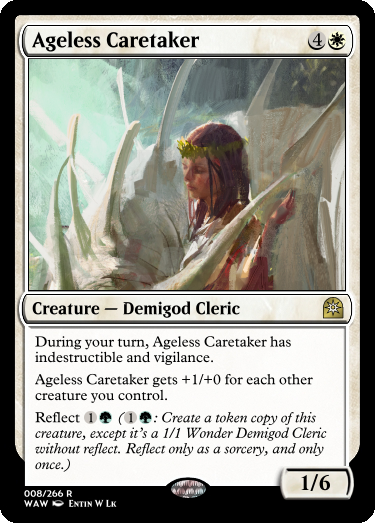 Ageless Caretaker 4
Creature — Demigod Cleric
During your turn, Ageless Caretaker has
indestructible and vigilance.
Ageless Caretaker gets +1/+0 for each other
creature you control.
Reflect 1 (1: Create a token copy of this
creature, except it's a 1/1 Wonder Demigod Cleric
without reflect. Reflect only as a sorcery, and only
once.)
1/6
008/266 R
WAW Entin W Lk